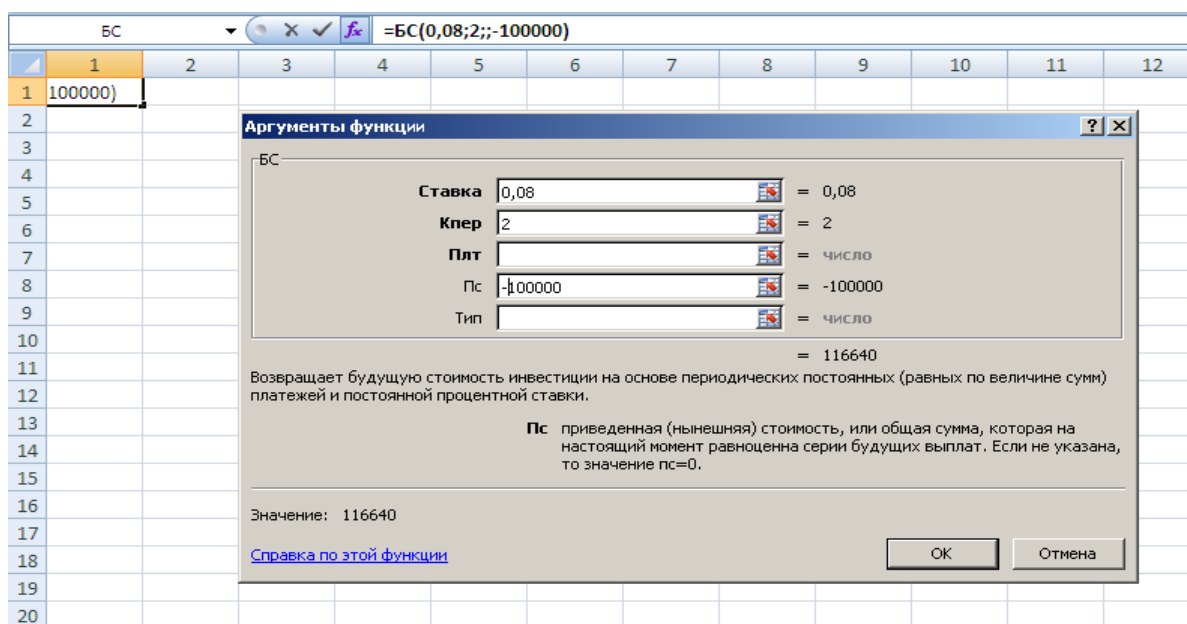 БС fx =БС(0,08;2;;-100000)
1 2 3 4 5 6 7 8 9 10 11 12
1 100000)
2
3
4
5
6
7
8
9
10
11
12
13
14
15
16
17
18
19
20
Аргументы функции
БС
Ставка 0,08 = 0,08
Кпер 2 = 2
Плт = число
Пс -100000 = -100000
Тип = число
= 116640
Возвращает будущую стоимость инвестиции на основе периодических постоянных (равных по величине сумм)
платежей и постоянной процентной ставки.
Пс приведенная (нынешняя) стоимость, или общая сумма, которая на
настоящий момент равноценна серии будущих выплат. Если не указана,
то значение пс=0.
Значение: 116640
Справка по этой функции
ОК Отмена